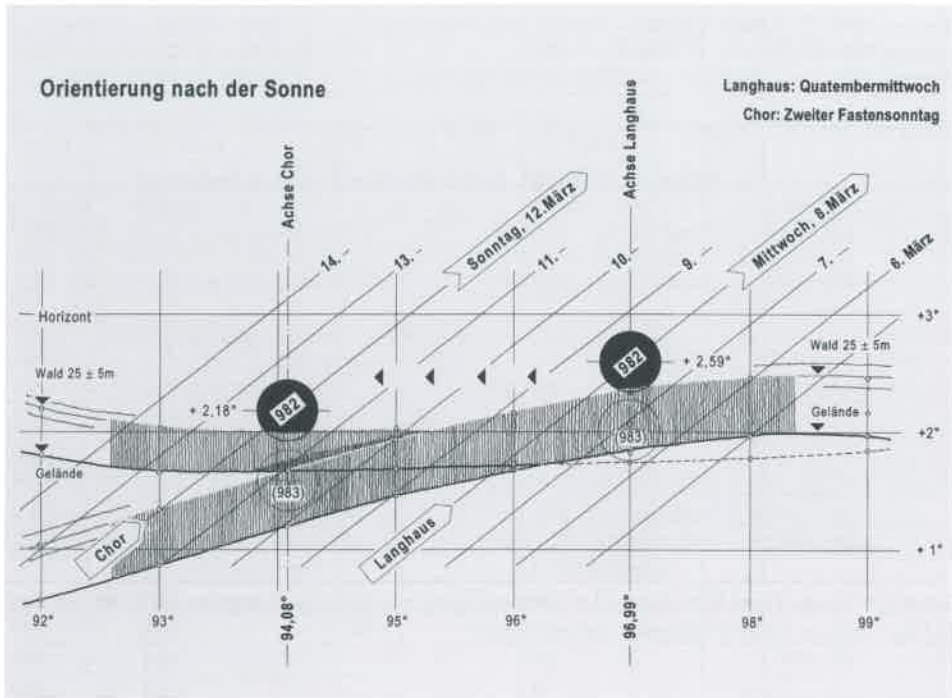 Orientierung nach der Sonne
Langhaus: Quatembermittwoch
Chor: Zweiter Fastensonntag
Achse Chor
Achse Langhaus
14. –
13. –
Sonntag, 12.März
11. –
10. –
9. –
Mittwoch, 8.März
7. –
6. März
Horizont
+3°
Wald 25 ± 5m
Wald 25 ± 5m
982
+ 2,59°
+ 2,18°
982
Gelände
(983)
+2°
Gelände
(983)
Chor
Langhaus
+ 1°
92°
93°
94,08°
95°
96°
96,99°
98°
99°